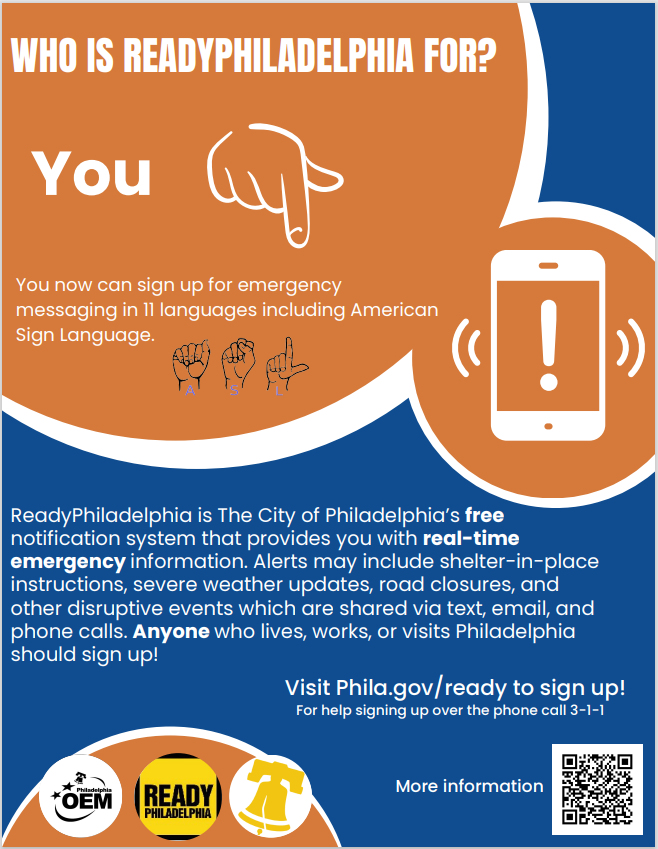 WHO IS READYPHILADELPHIA FOR?
You
You now can sign up for emergency
messaging in 11 languages including American
Sign Language.
A S L
ReadyPhiladelphia is The City of Philadelphia's free
notification system that provides you with real-time
emergency information. Alerts may include shelter-in-place
instructions, severe weather updates, road closures, and
other disruptive events which are shared via text, email, and
phone calls. Anyone who lives, works, or visits Philadelphia
should sign up!
Visit Phila.gov/ready to sign up!
For help signing up over the phone call 3-1-1
More information
Philadelphia
OEM
READY
PHILADELPHIA